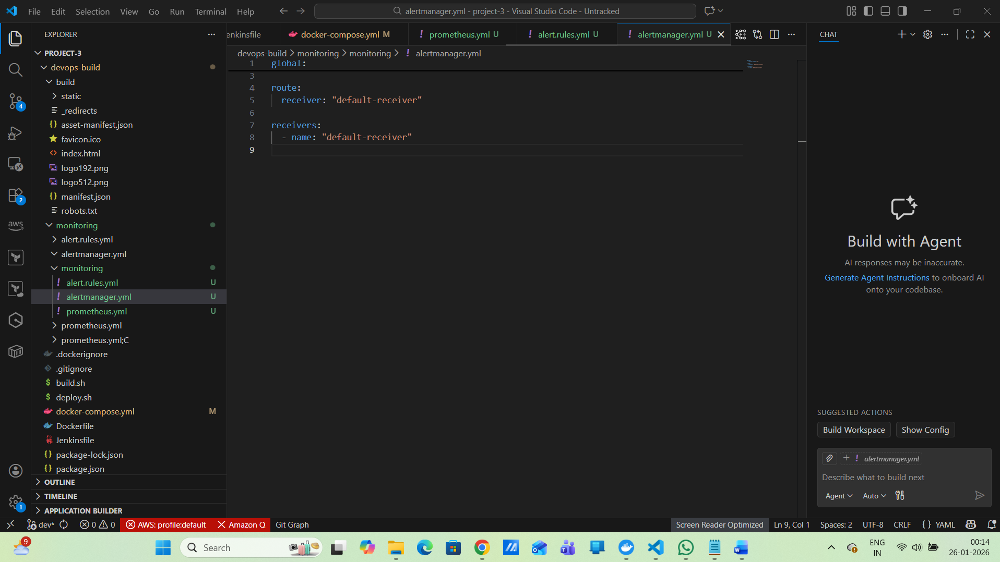 File Edit Selection View Go Run Terminal Help
alertmanager.yml - project-3 - Visual Studio Code - Untracked
EXPLORER
PROJECT-3
devops-build
build
static
_redirects
asset-manifest.json
favicon.ico
index.html
logo192.png
logo512.png
manifest.json
robots.txt
monitoring
alert.rules.yml
alertmanager.yml
monitoring
! alert.rules.yml U
! alertmanager.yml U
! prometheus.yml U
prometheus.yml
prometheus.yml;C
.dockerignore
.gitignore
$ build.sh
$ deploy.sh
docker-compose.yml M
Dockerfile
Jenkinsfile
{} package-lock.json
{} package.json
OUTLINE
TIMELINE
APPLICATION BUILDER
4
2
aws
1
enkinsfile
docker-compose.yml M
! prometheus.yml U
! alert.rules.yml U
! alertmanager.yml U
devops-build > monitoring > monitoring > ! alertmanager.yml
1 global:
3
4 route:
5 receiver: "default-receiver"
6
7 receivers:
8 - name: "default-receiver"
9
CHAT
Build with Agent
AI responses may be inaccurate.
Generate Agent Instructions to onboard AI
onto your codebase.
SUGGESTED ACTIONS
Build Workspace Show Config
+ ! alertmanager.yml
Describe what to build next
Agent Auto
dev* 0 0 AWS: profile:default Amazon Q Git Graph
Screen Reader Optimized Ln 9, Col 1 Spaces: 2 UTF-8 CRLF {} YAML
9
Search
ENG
IN
00:14
26-01-2026